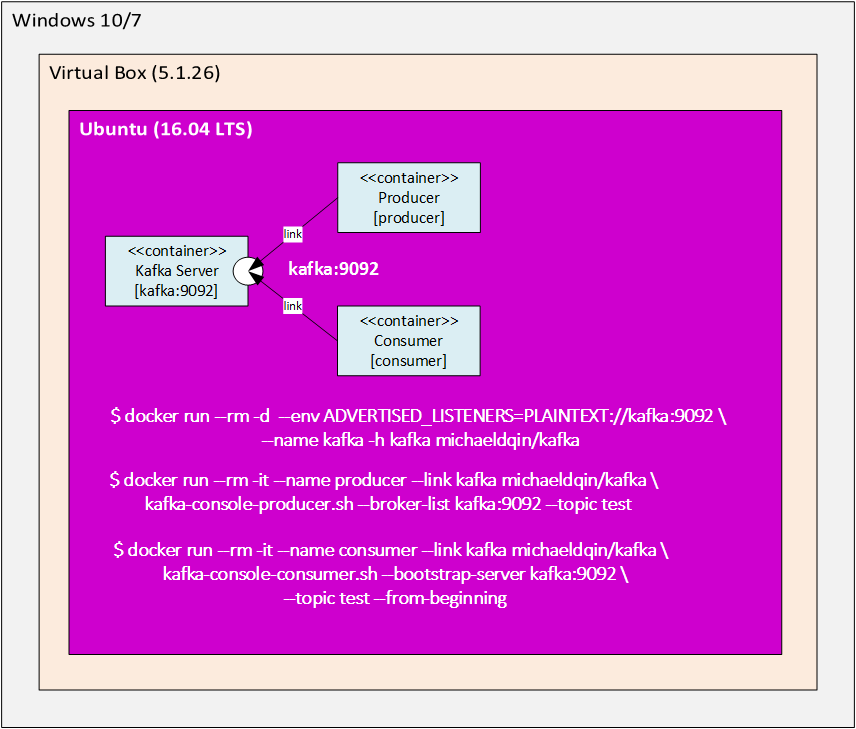 Windows 10/7
Virtual Box (5.1.26)
Ubuntu (16.04 LTS)
<<container>>
Producer
[producer]
link
<<container>>
Kafka Server
[kafka:9092]
kafka:9092
link
<<container>>
Consumer
[consumer]
$ docker run —rm -d  —env ADVERTISED_LISTENERS=PLAINTEXT://kafka:9092 \
—name kafka -h kafka michaeldqin/kafka
$ docker run —rm -it —name producer —link kafka michaeldqin/kafka \
kafka-console-producer.sh —broker-list kafka:9092 —topic test
$ docker run —rm -it —name consumer —link kafka michaeldqin/kafka \
kafka-console-consumer.sh —bootstrap-server kafka:9092 \
—topic test —from-beginning